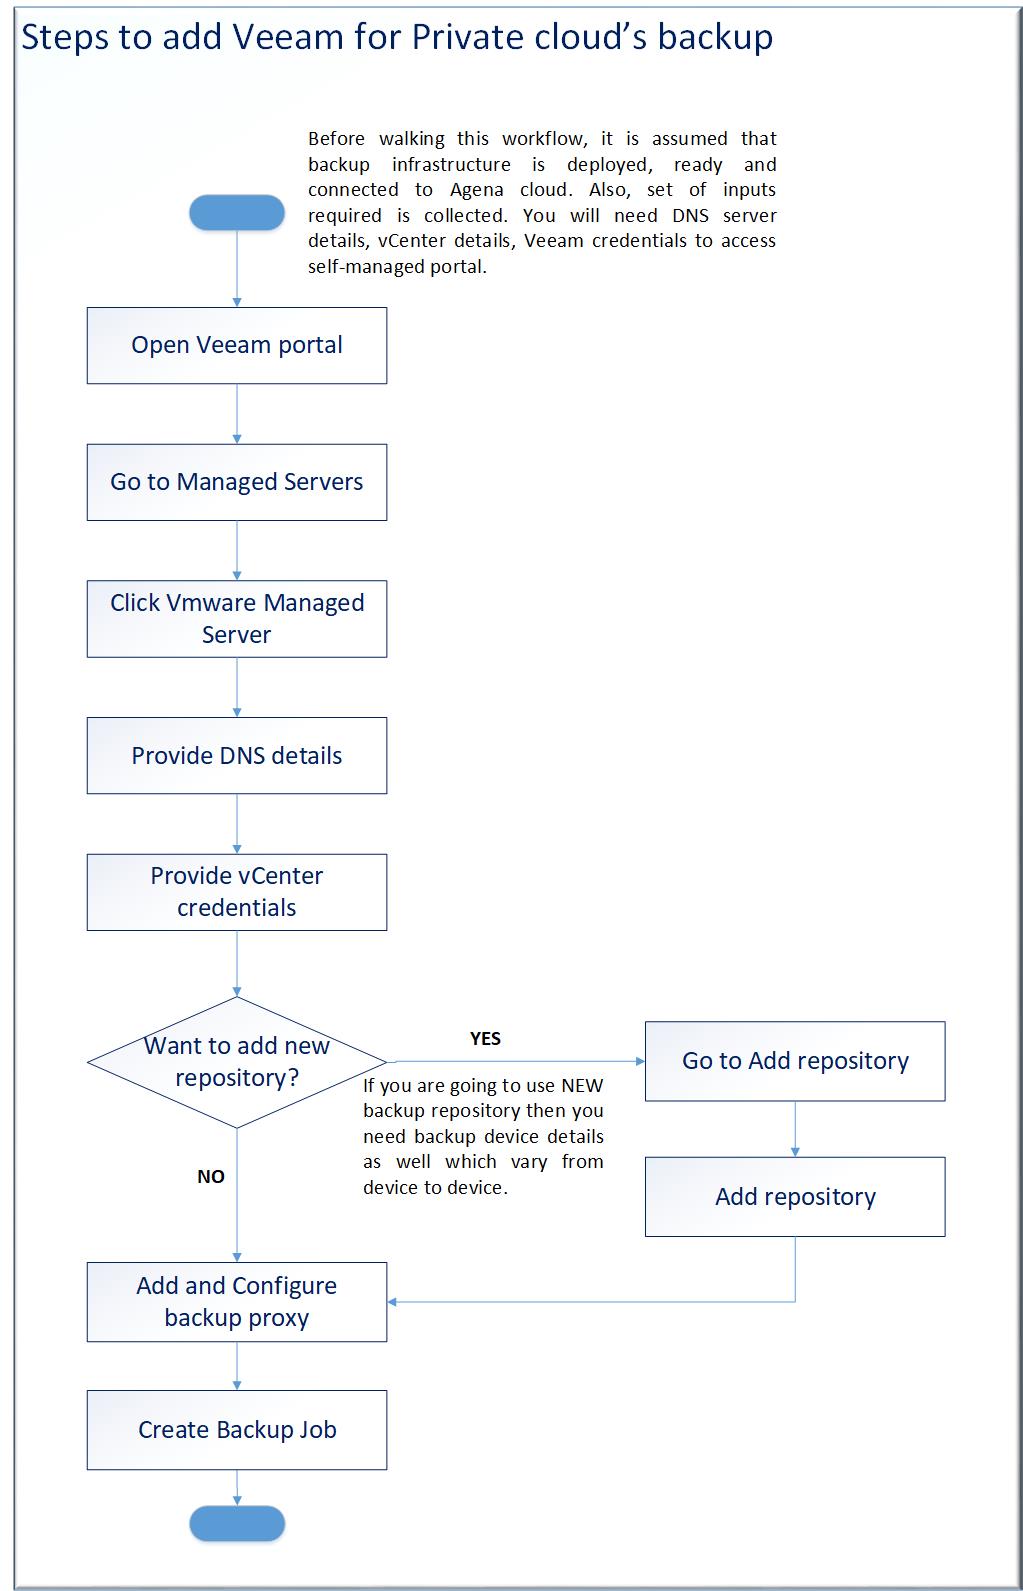 Steps to add Veeam for Private cloud’s backup
Before walking this workflow, it is assumed that
backup infrastructure is deployed, ready and
connected to Agena cloud. Also, set of inputs
required is collected. You will need DNS server
details, vCenter details, Veeam credentials to access
self-managed portal.
Open Veeam portal
Go to Managed Servers
Click Vmware Managed
Server
Provide DNS details
Provide vCenter
credentials
Want to add new
repository?
YES
Go to Add repository
If you are going to use NEW
backup repository then you
need backup device details
as well which vary from
device to device.
NO
Add repository
Add and Configure
backup proxy
Create Backup Job